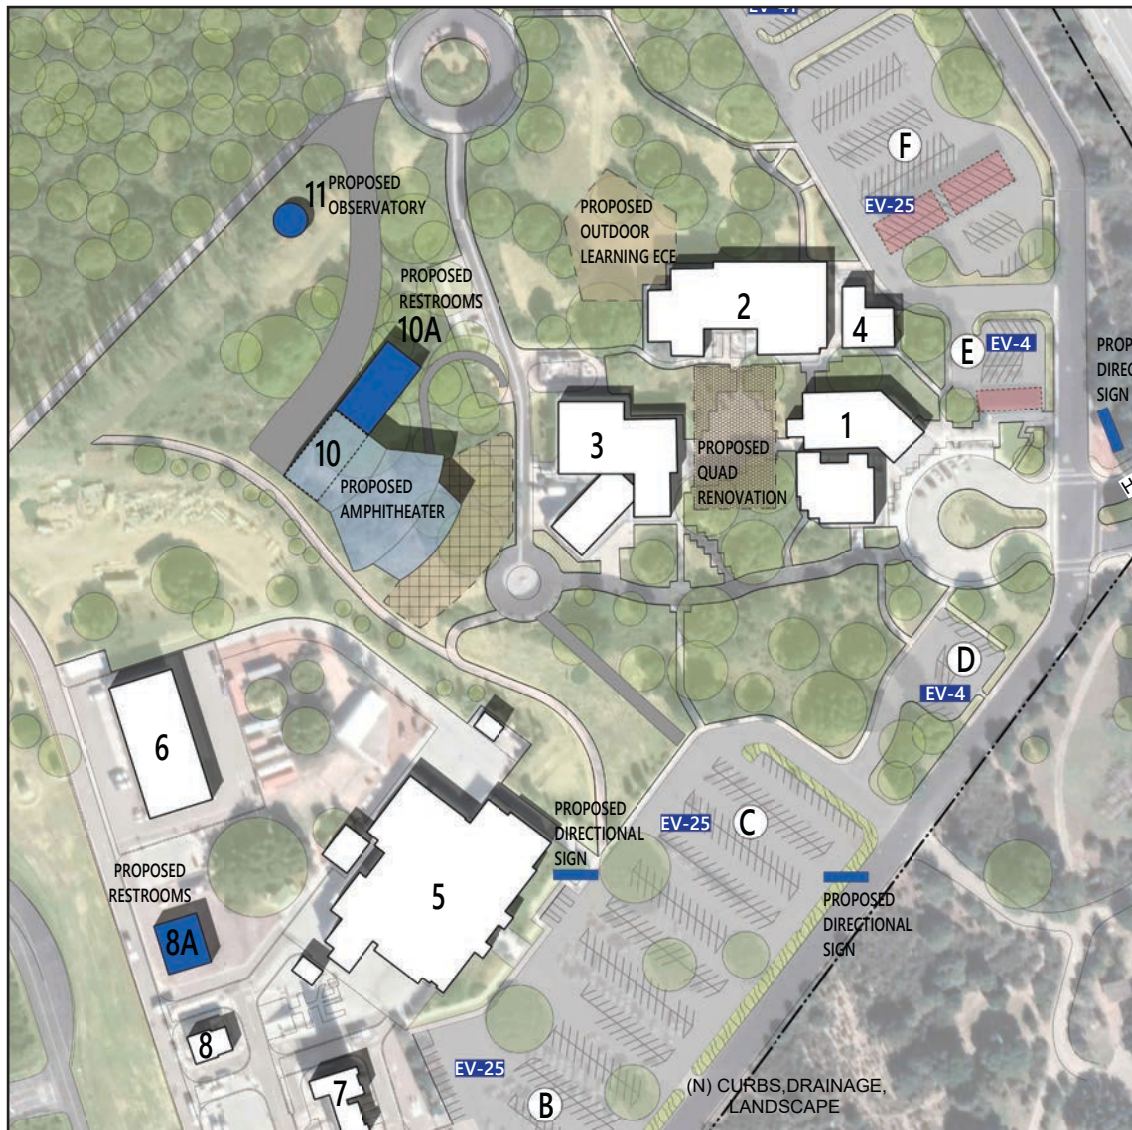 F
EV-25
11
PROPOSED
OBSERVATORY
PROPOSED
OUTDOOR
LEARNING ECE
PROPOSED
RESTROOMS
10A
2
4
E
EV-4
DIRECTIONAL
SIGN
1
3
10
PROPOSED
AMPHITHEATER
PROPOSED
QUAD
RENOVATION
D
EV-4
6
C
EV-25
PROPOSED
DIRECTIONAL
SIGN
5
PROPOSED
RESTROOMS
8A
PROPOSED
DIRECTIONAL
SIGN
8
7
EV-25
B
(N) CURBS,DRAINAGE,
LANDSCAPE